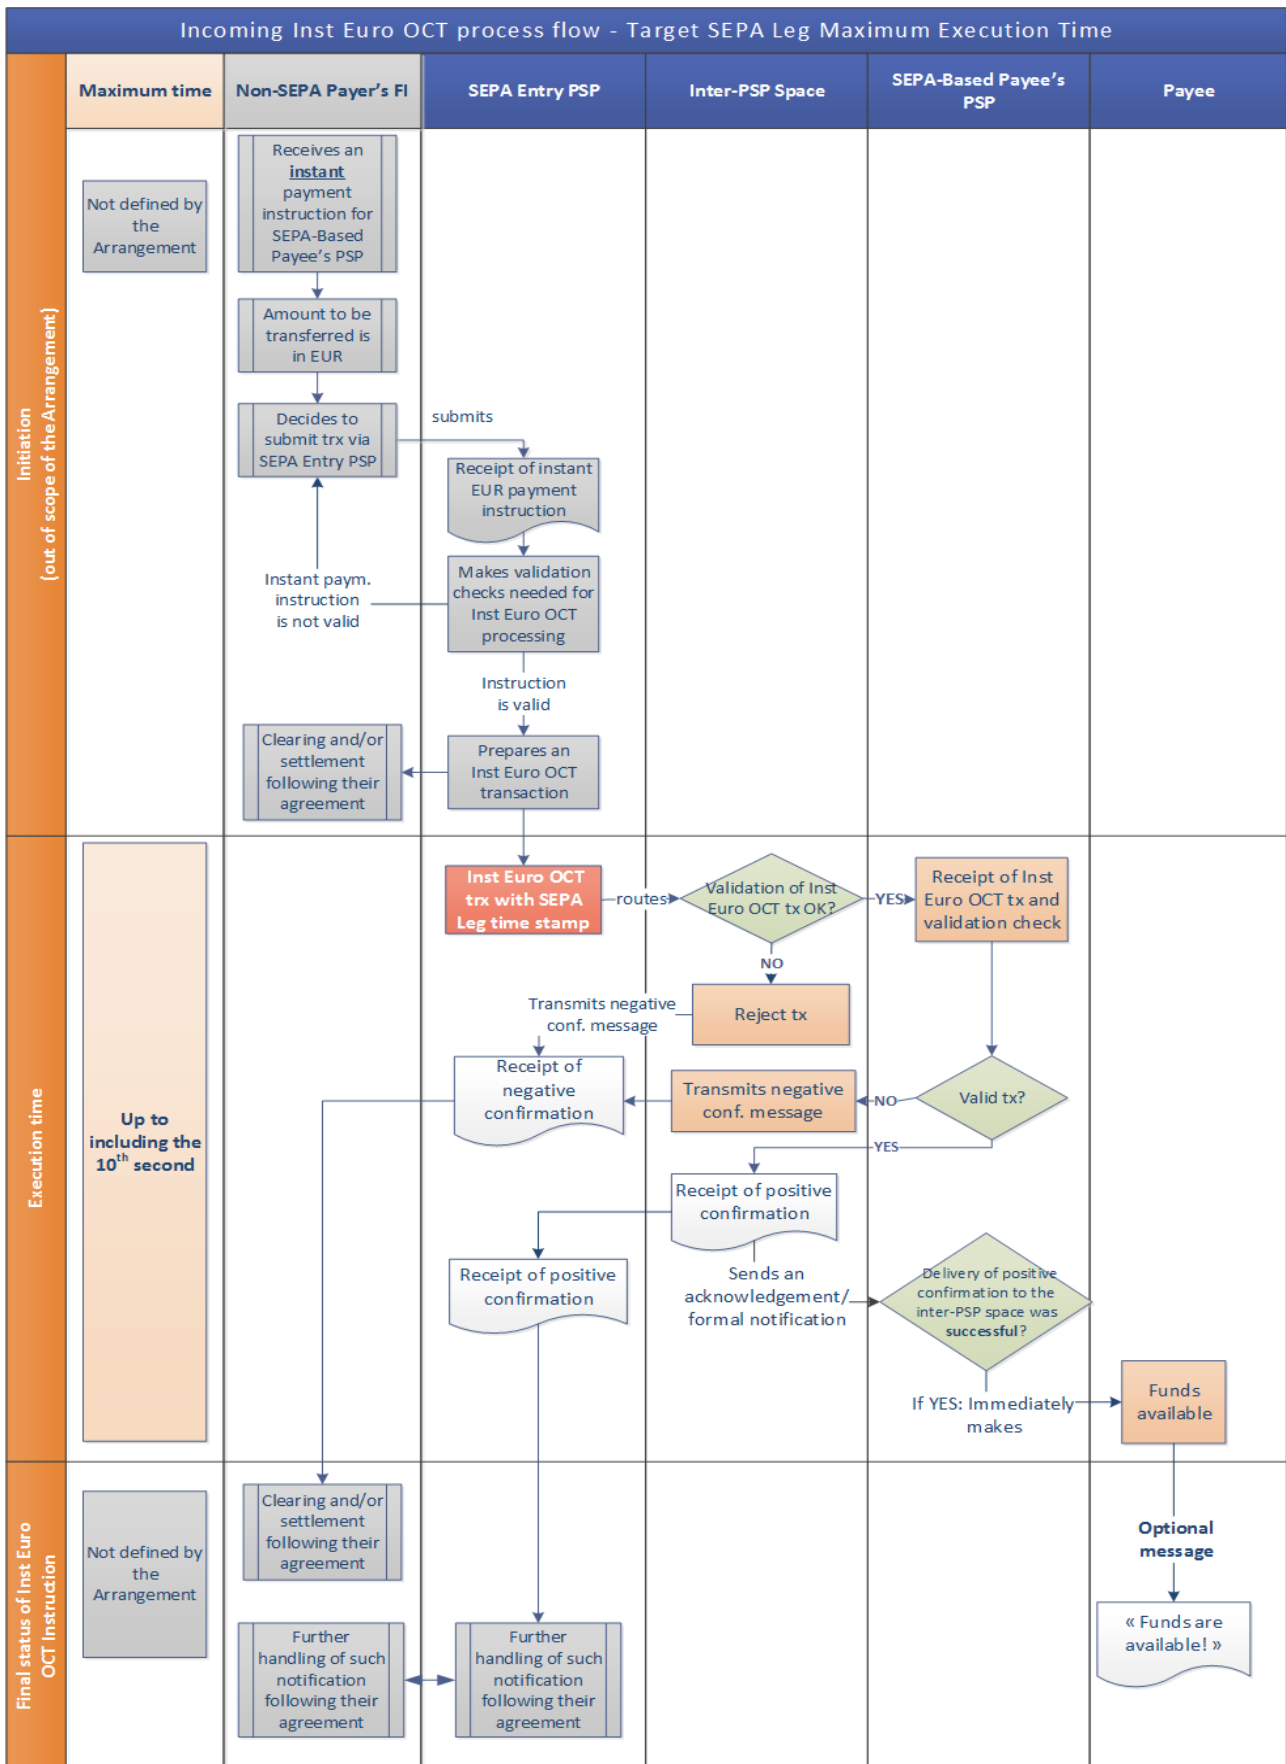 Incoming Inst Euro OCT process flow - Target SEPA Leg Maximum Execution Time
Maximum time
Non-SEPA Payer's FI
SEPA Entry PSP
Inter-PSP Space
SEPA-Based Payee's
PSP
Payee
Initiation
(out of scope of the Arrangement)
Not defined by
the
Arrangement
Receives an
instant
payment
instruction for
SEPA-Based
Payee's PSP
Amount to be
transferred is
in EUR
Decides to
submit trx via
SEPA Entry PSP
submits
Receipt of instant
EUR payment
instruction
Makes validation
checks needed for
Inst Euro OCT
processing
Instant paym.
instruction
is not valid
Instruction
is valid
Prepares an
Inst Euro OCT
transaction
Clearing and/or
settlement
following their
agreement
Execution time
Up to
including the
10th second
Inst Euro OCT
trx with SEPA
Leg time stamp
routes
Validation of Inst
Euro OCT tx OK?
YES
Receipt of Inst
Euro OCT tx and
validation check
NO
Reject tx
Transmits negative
conf. message
Receipt of
negative
confirmation
Transmits negative
conf. message
NO
Valid tx?
YES
Receipt of positive
confirmation
Receipt of positive
confirmation
Sends an
acknowledgement/
formal notification
Delivery of positive
confirmation to the
inter-PSP space was
successful?
If YES: Immediately
makes
Funds
available
Final status of Inst Euro
OCT Instruction
Not defined by
the
Arrangement
Clearing and/or
settlement
following their
agreement
Further
handling of such
notification
following their
agreement
Further
handling of such
notification
following their
agreement
Optional
message
« Funds are
available! »